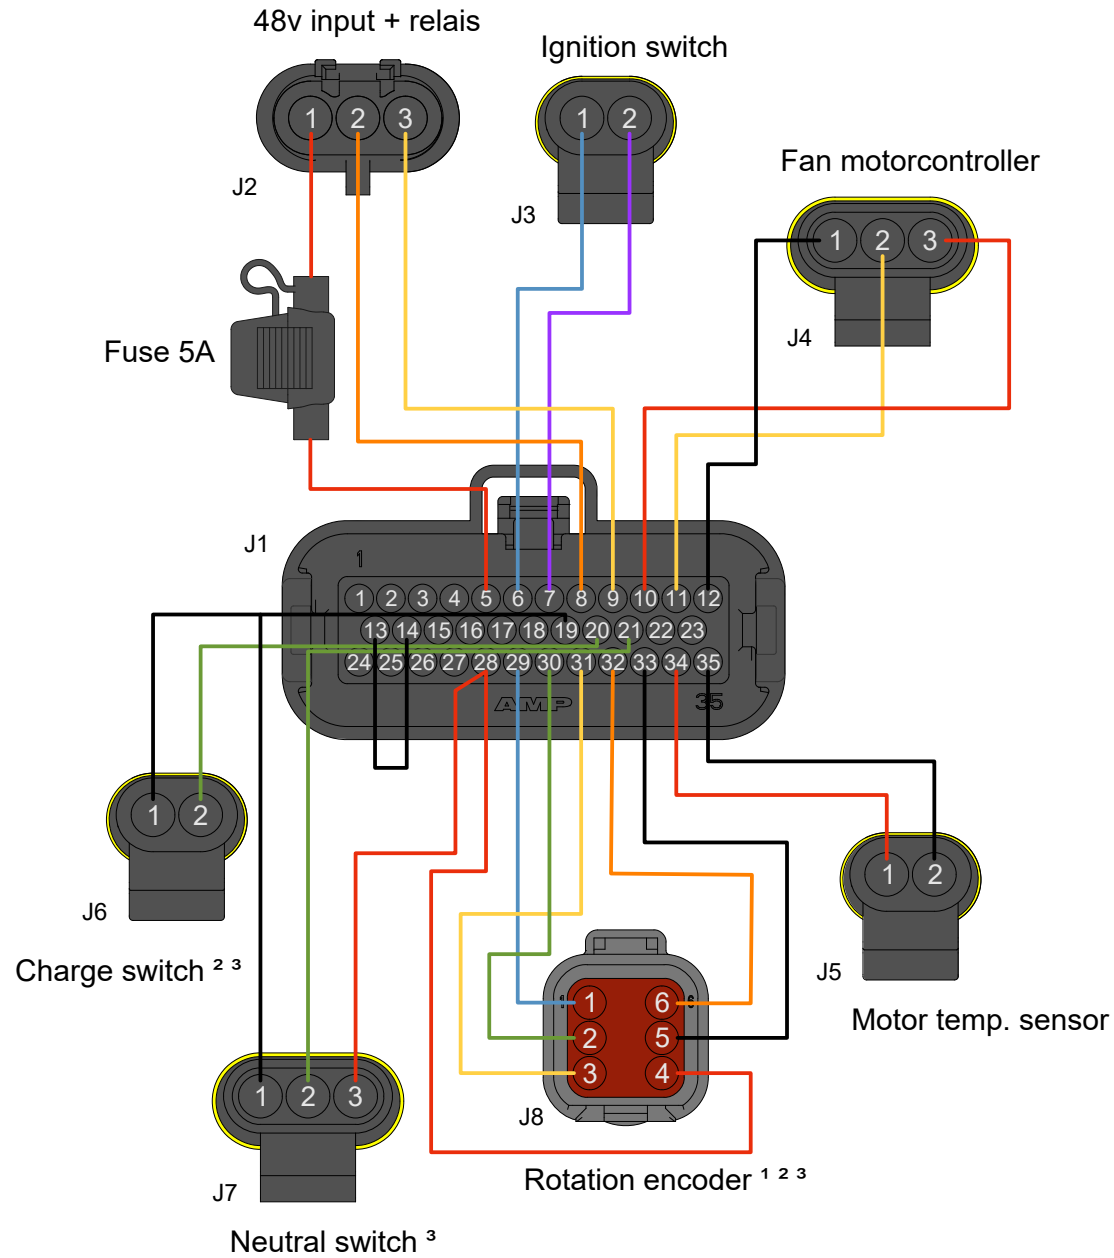 48v input + relais
Ignition switch
1 2 3
1 2
J2
J3
Fan motorcontroller
1 2 3
J4
Fuse 5A
J1
1
1 2 3 4 5 6 7 8 9 10 11 12
13 14 15 16 17 18 19 20 21 22 23
24 25 26 27 28 29 30 31 32 33 34 35
AMP
35
1 2
J6
Charge switch ² ³
1 2
J5
Motor temp. sensor
1 1 6 6
2 5
3 4
J8
Rotation encoder ¹ ² ³
1 2 3
J7
Neutral switch ³